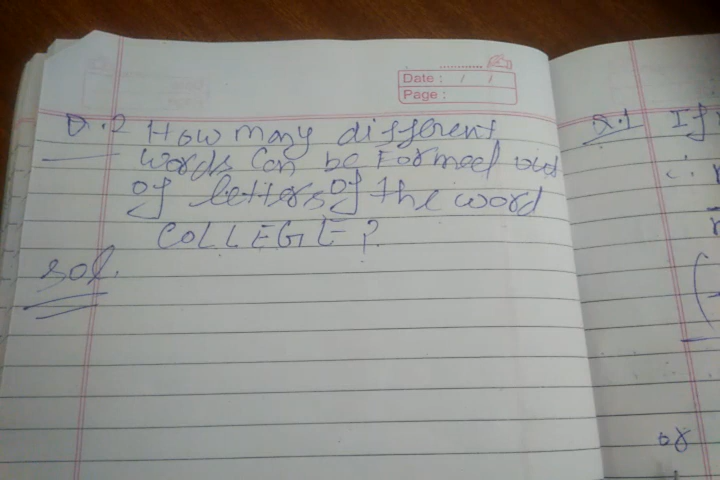 Date : / /
Page :
Q.2 How many different
words can be formed out
of letters of the word
COLLEGE?
Sol.
Q.1 If
or